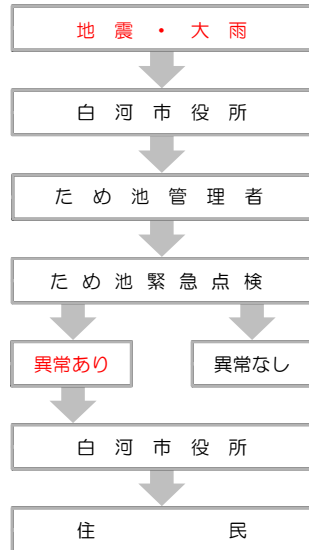 地震・大雨
白河市役所
ため池管理者
ため池緊急点検
異常あり 異常なし
白河市役所
住民